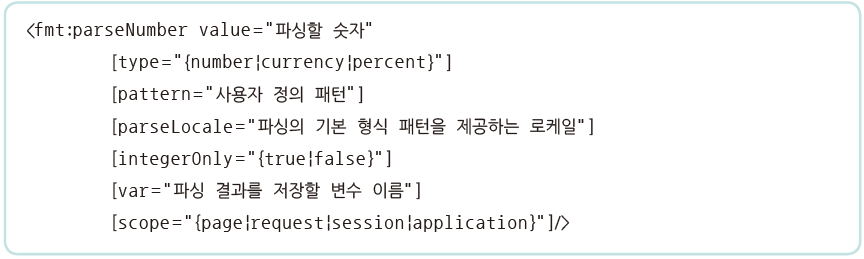 <fmt:parseNumber value="파싱할 숫자"
[type="{number|currency|percent}"]
[pattern="사용자 정의 패턴"]
[parseLocale="파싱의 기본 형식 패턴을 제공하는 로케일"]
[integerOnly="{true|false}"]
[var="파싱 결과를 저장할 변수 이름"]
[scope="{page|request|session|application}"]/>